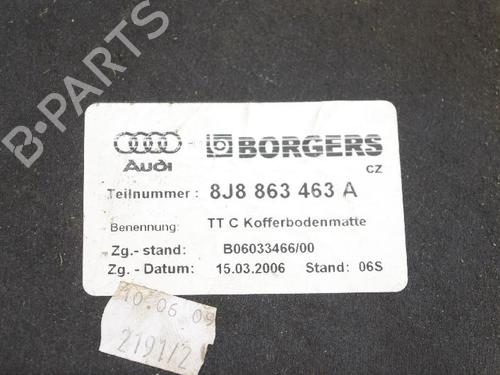 B-PARTS
BORGERS
Audi
CZ
Teilnummer : 8J8 863 463 A
Benennung: TT C Kofferbodenmatte
Zg.- stand: B06033466/00
Zg. - Datum: 15.03.2006 Stand: 06S
10.06.09
2191/2